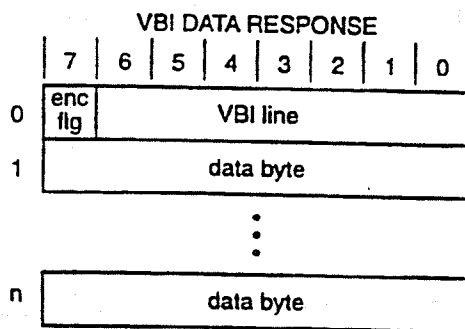 VBI DATA RESPONSE
7 6 5 4 3 2 1 0
0 enc flg VBI line
1 data byte
n data byte